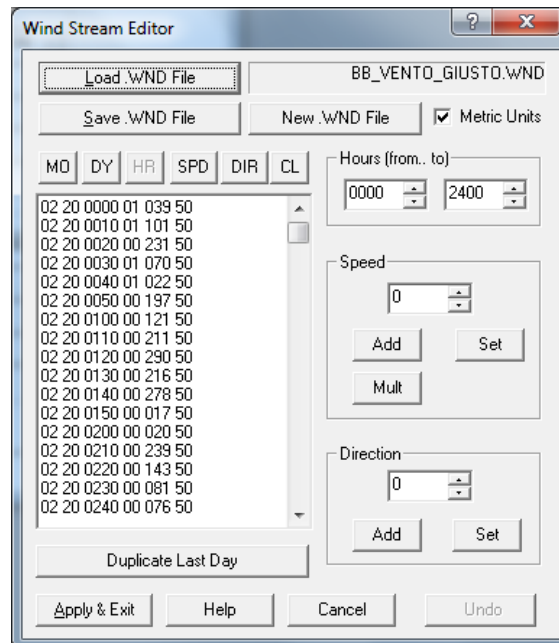 Wind Stream Editor
Load .WND File
BB_VENTO_GIUSTO.WND
Save .WND File
New .WND File
Metric Units
MO DY HR SPD DIR CL
02 20 0000 01 039 50
02 20 0010 01 101 50
02 20 0020 00 231 50
02 20 0030 01 070 50
02 20 0040 01 022 50
02 20 0050 00 197 50
02 20 0100 00 121 50
02 20 0110 00 211 50
02 20 0120 00 290 50
02 20 0130 00 216 50
02 20 0140 00 278 50
02 20 0150 00 017 50
02 20 0200 00 020 50
02 20 0210 00 239 50
02 20 0220 00 143 50
02 20 0230 00 081 50
02 20 0240 00 076 50
Duplicate Last Day
Hours (from.. to)
0000
2400
Speed
0
Add
Set
Mult
Direction
0
Add
Set
Apply & Exit
Help
Cancel
Undo